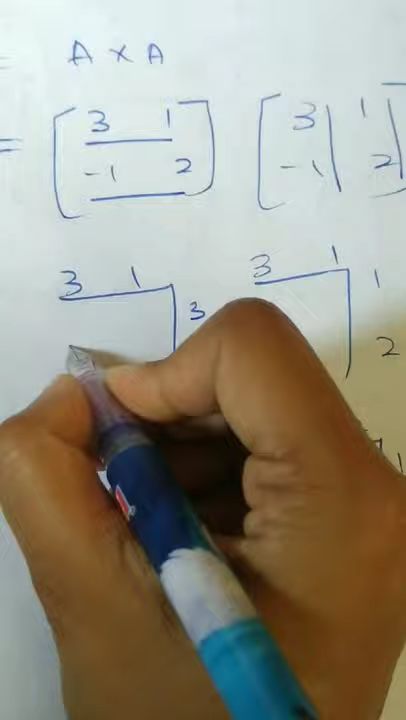 = A × A
= [ 3 1 [ 3 1
-1 2 ] -1 2
3 1 3 3 1 1
2